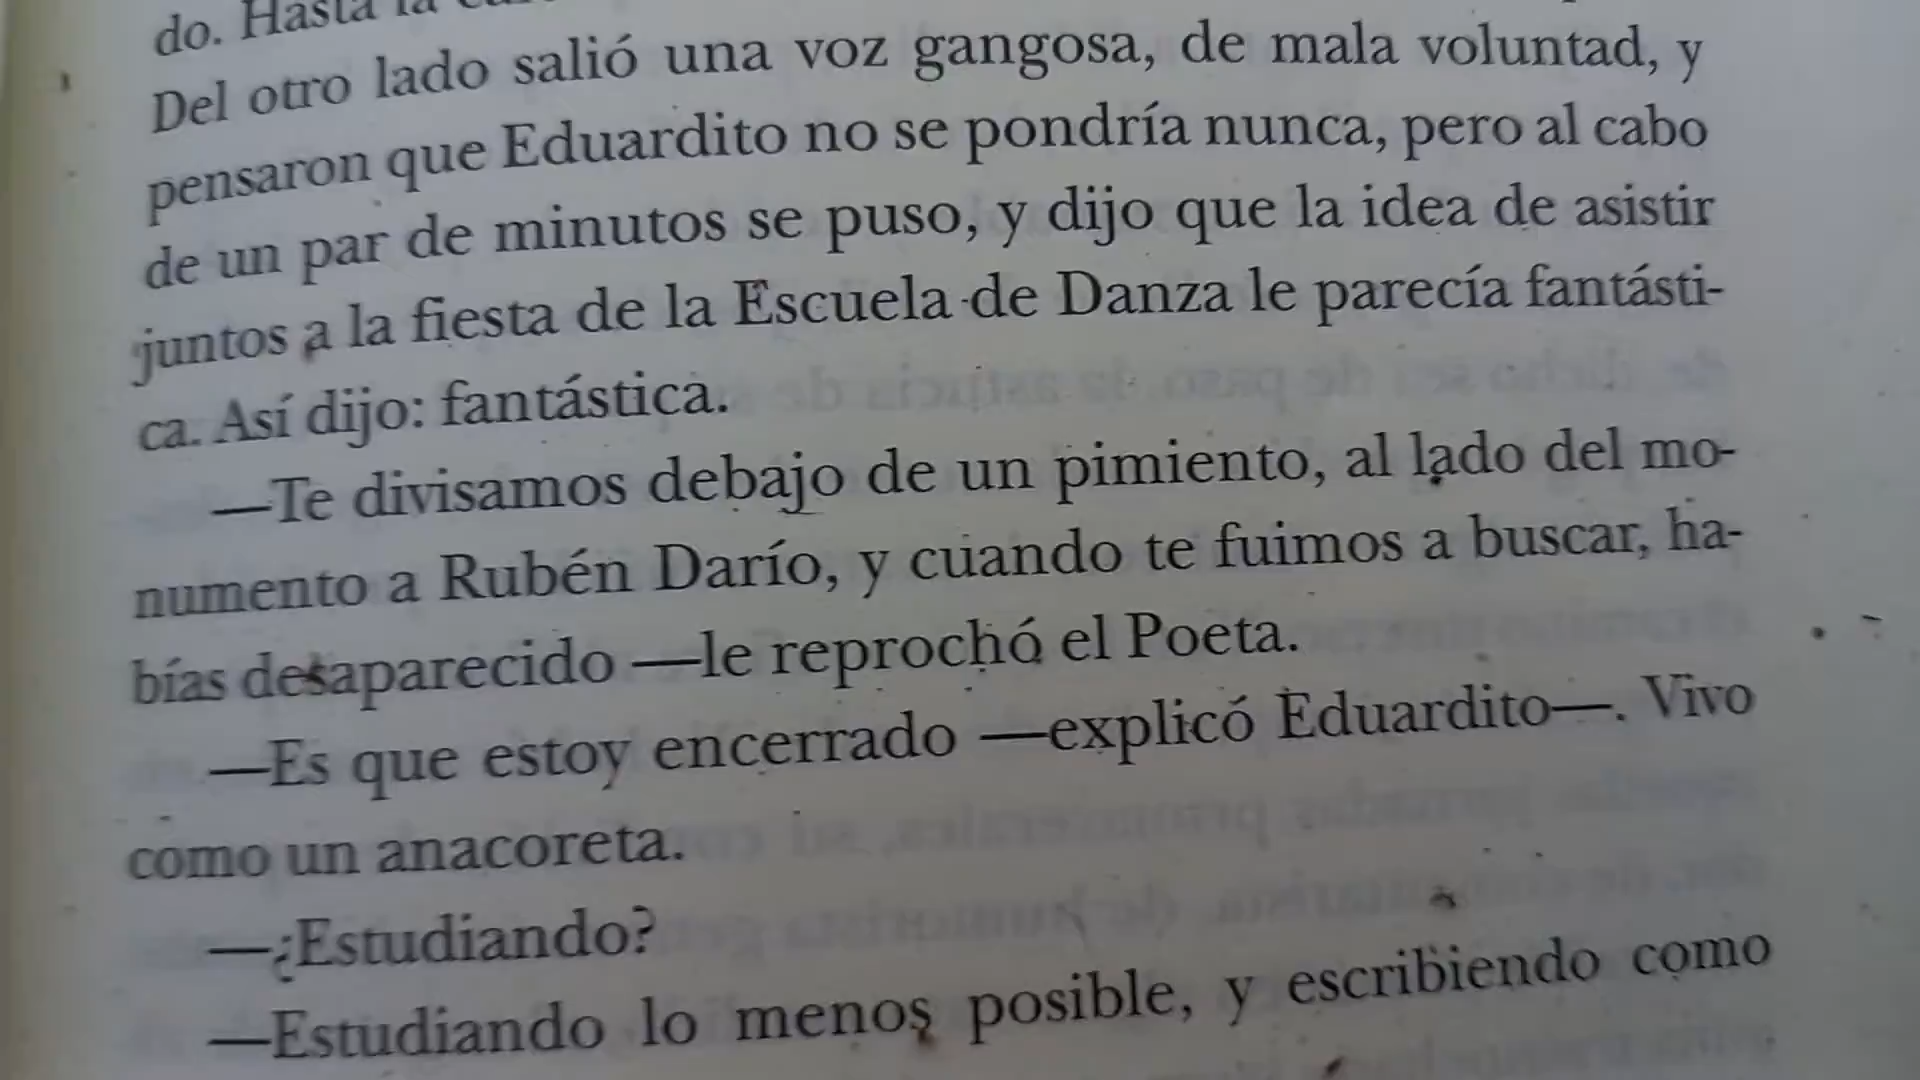 do. Hasta la
Del otro lado salió una voz gangosa, de mala voluntad, y
pensaron que Eduardito no se pondría nunca, pero al cabo
de un par de minutos se puso, y dijo que la idea de asistir
juntos a la fiesta de la Escuela de Danza le parecía fantásti-
ca. Así dijo: fantástica.
—Te divisamos debajo de un pimiento, al lado del mo-
numento a Rubén Darío, y cuando te fuimos a buscar, ha-
bías desaparecido —le reprochó el Poeta.
—Es que estoy encerrado —explicó Eduardito—. Vivo
como un anacoreta.
—¿Estudiando?
—Estudiando lo menos posible, y escribiendo como